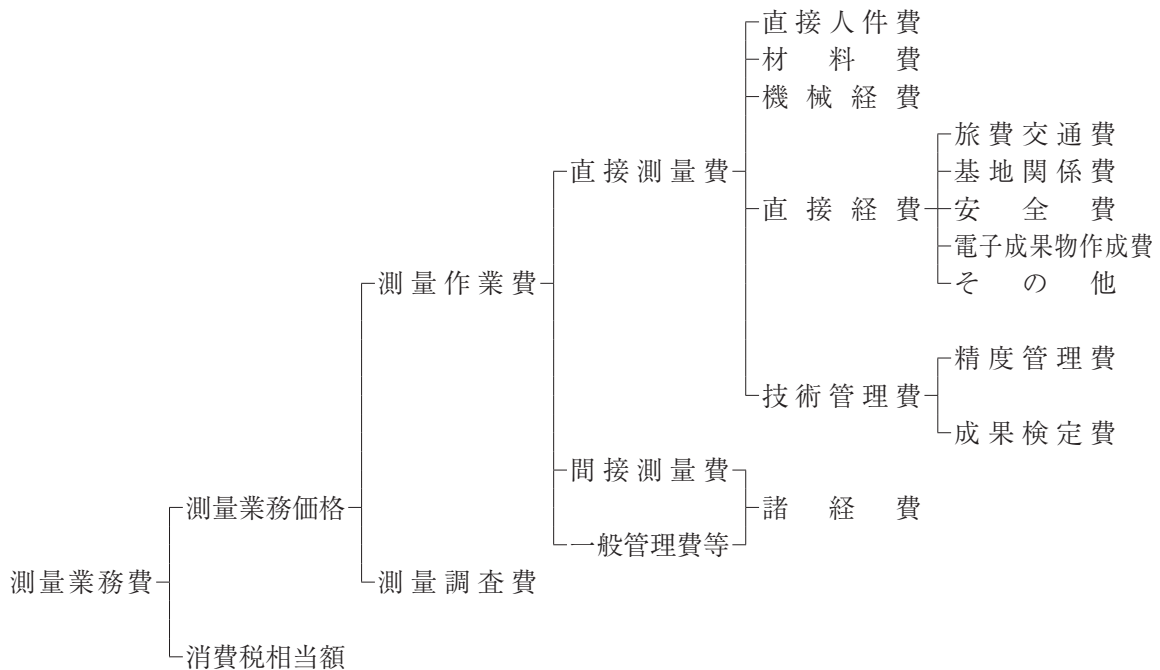 直接人件費
材料費
機械経費
旅費交通費
直接測量費
基地関係費
直接経費
安全費
電子成果物作成費
測量作業費
その他
精度管理費
技術管理費
成果検定費
間接測量費
測量業務価格
諸経費
一般管理費等
測量業務費
測量調査費
消費税相当額